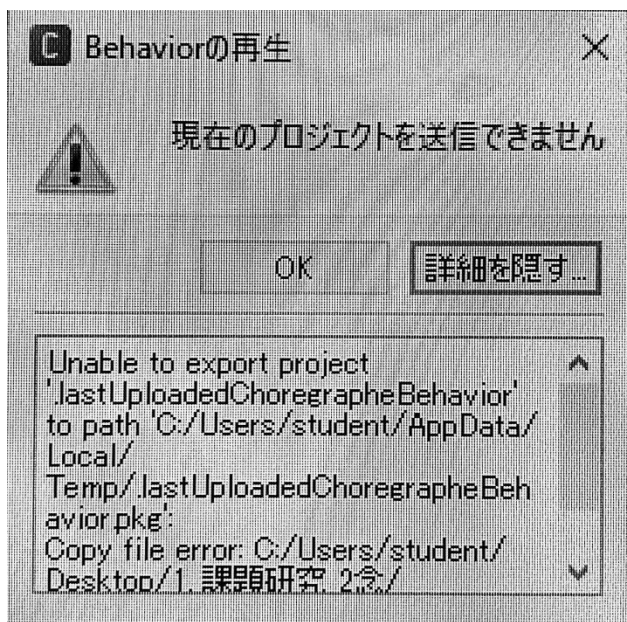 C Behaviorの再生
現在のプロジェクトを送信できません
OK 詳細を隠す...
Unable to export project
'.lastUploadedChoregrapheBehavior'
to path 'C:/Users/student/AppData/
Local/
Temp/.lastUploadedChoregrapheBeh
avior.pkg':
Copy file error: C:/Users/student/
Desktop/1. 課題研究